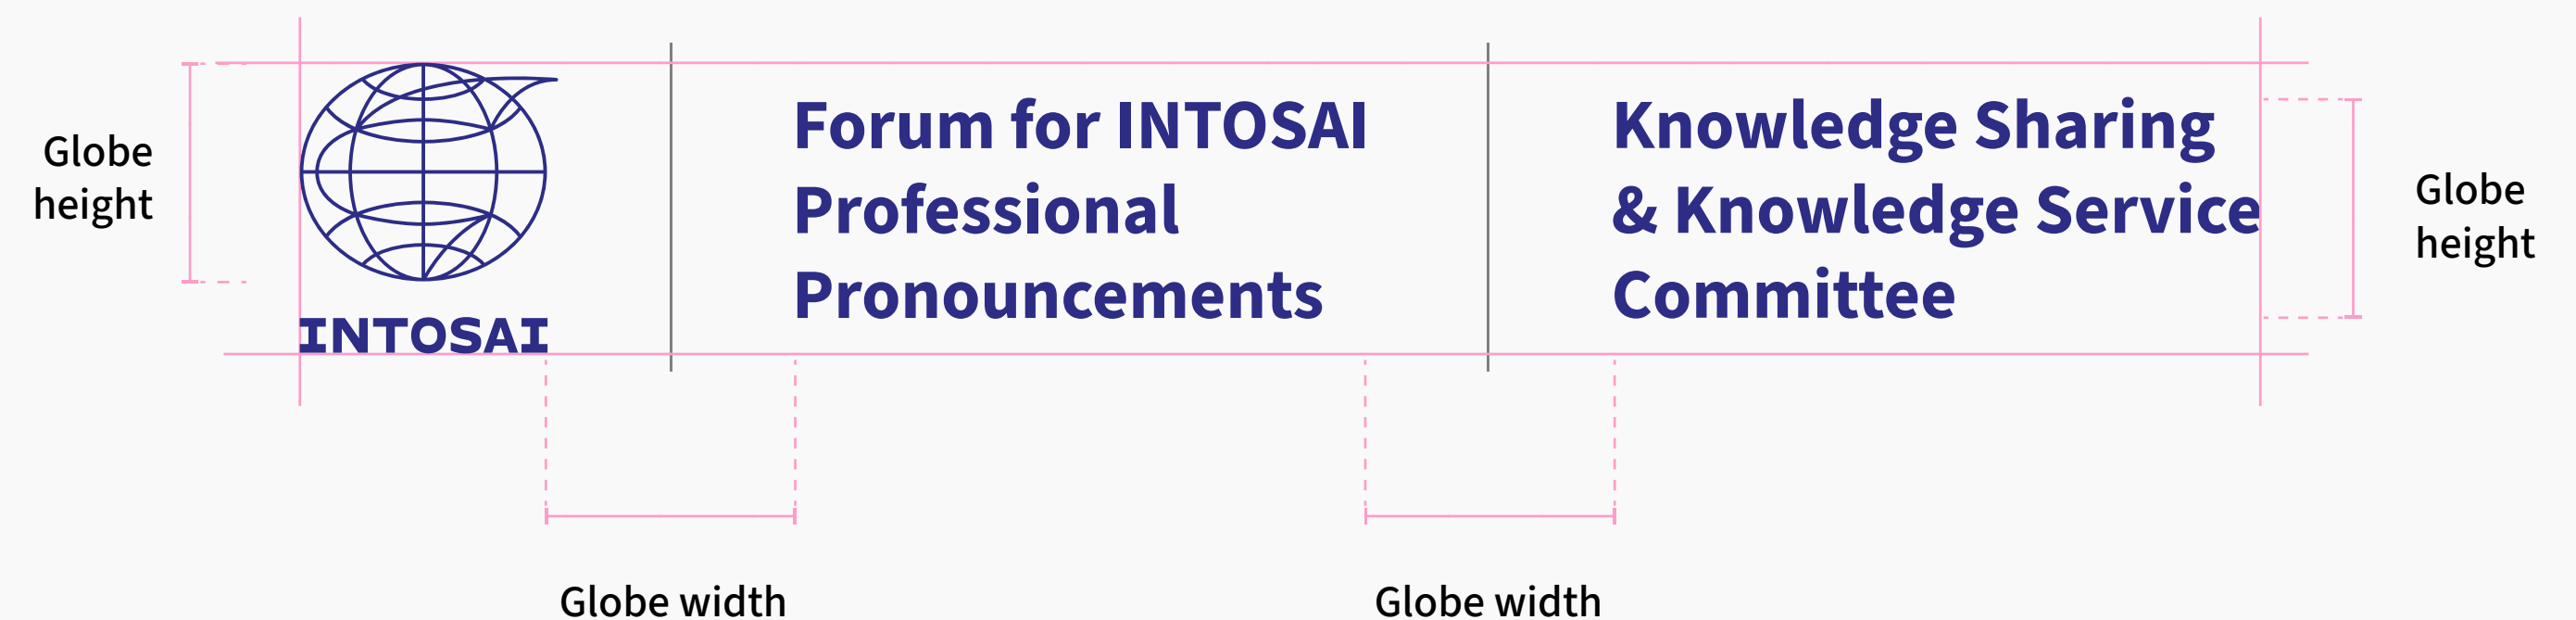 Globe
height
INTOSAI
Forum for INTOSAI
Professional
Pronouncements
Knowledge Sharing
& Knowledge Service
Committee
Globe
height
Globe width
Globe width